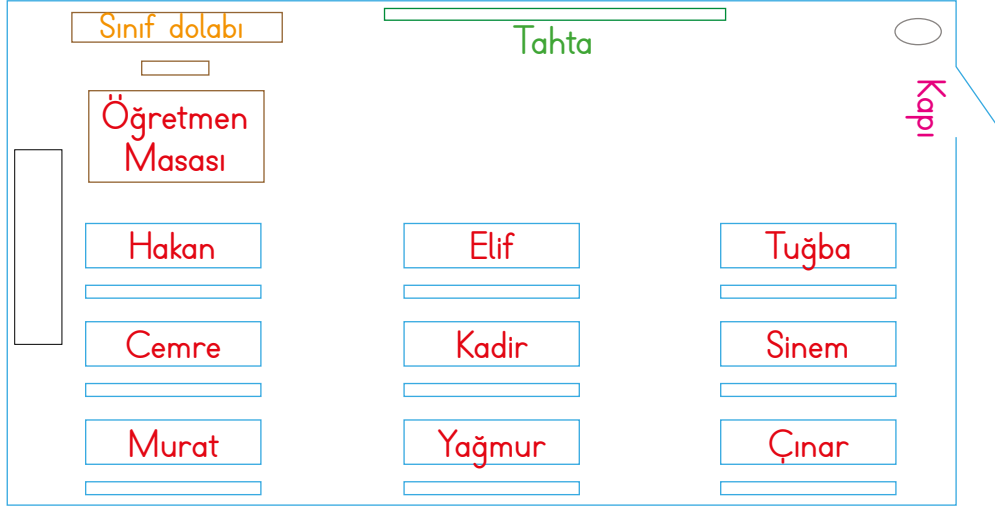 Sınıf dolabı
Tahta
Kapı
Öğretmen
Masası
Hakan
Elif
Tuğba
Cemre
Kadir
Sinem
Murat
Yağmur
Çınar